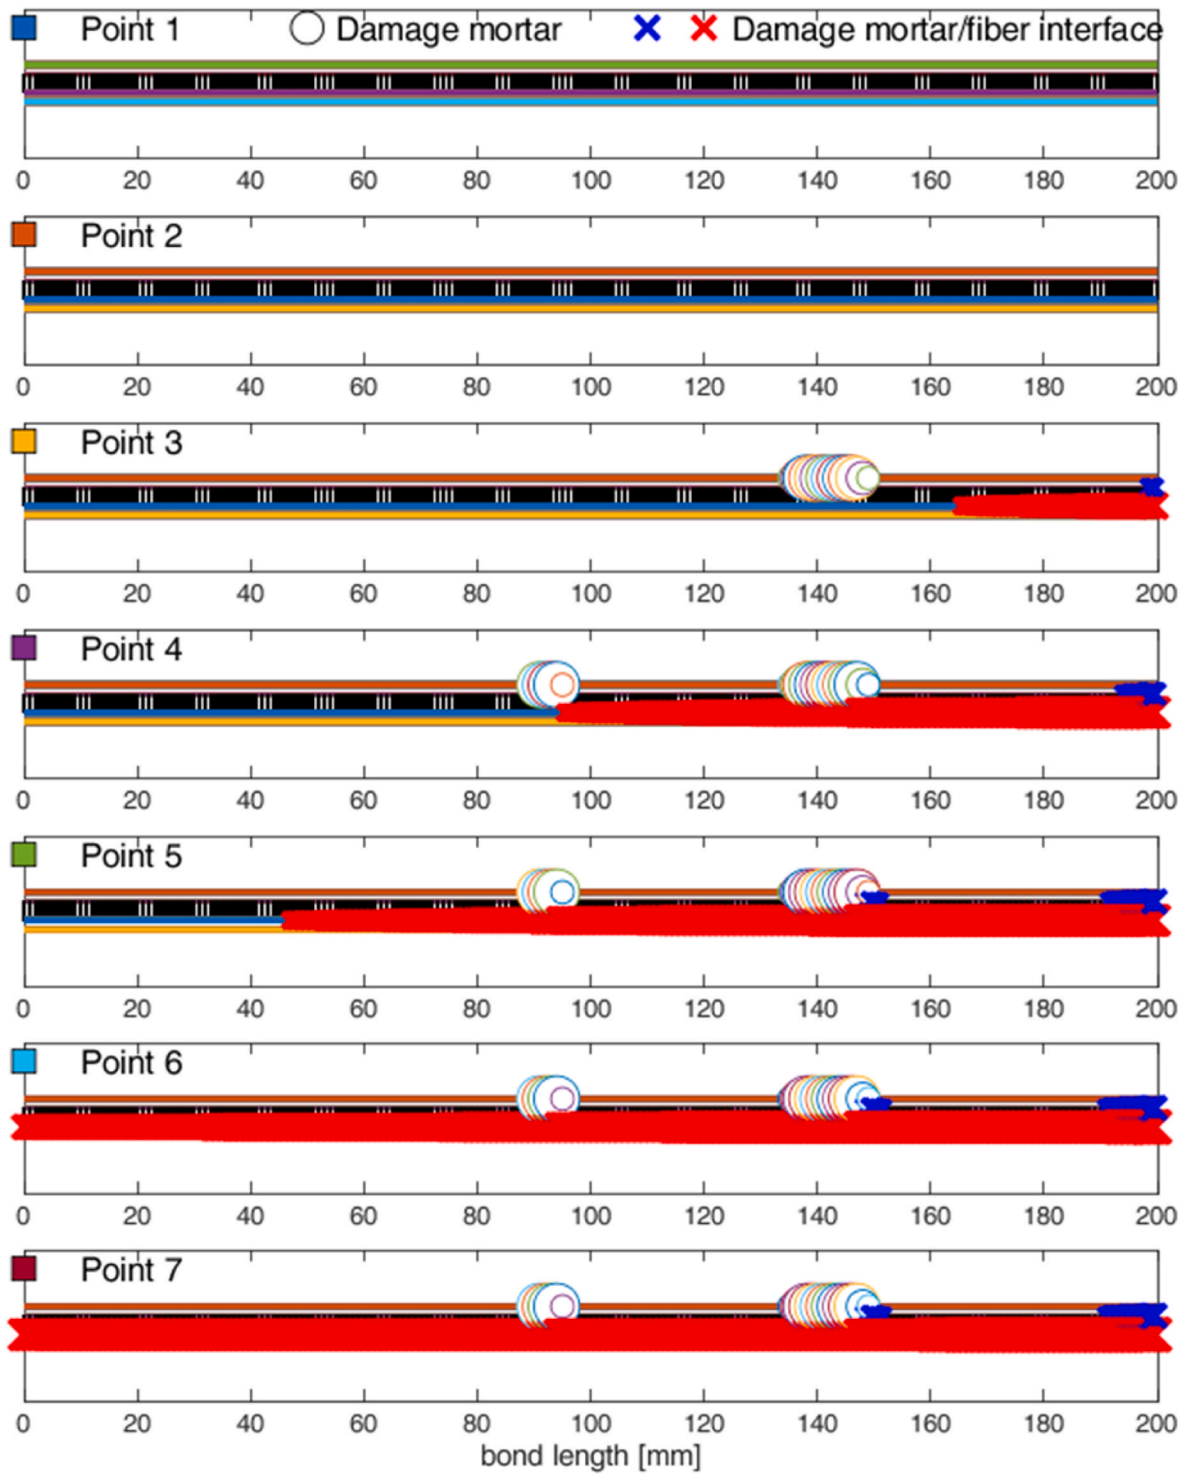 Point 1 Damage mortar Damage mortar/fiber interface
0 20 40 60 80 100 120 140 160 180 200
Point 2
0 20 40 60 80 100 120 140 160 180 200
Point 3
0 20 40 60 80 100 120 140 160 180 200
Point 4
0 20 40 60 80 100 120 140 160 180 200
Point 5
0 20 40 60 80 100 120 140 160 180 200
Point 6
0 20 40 60 80 100 120 140 160 180 200
Point 7
0 20 40 60 80 100 120 140 160 180 200
bond length [mm]